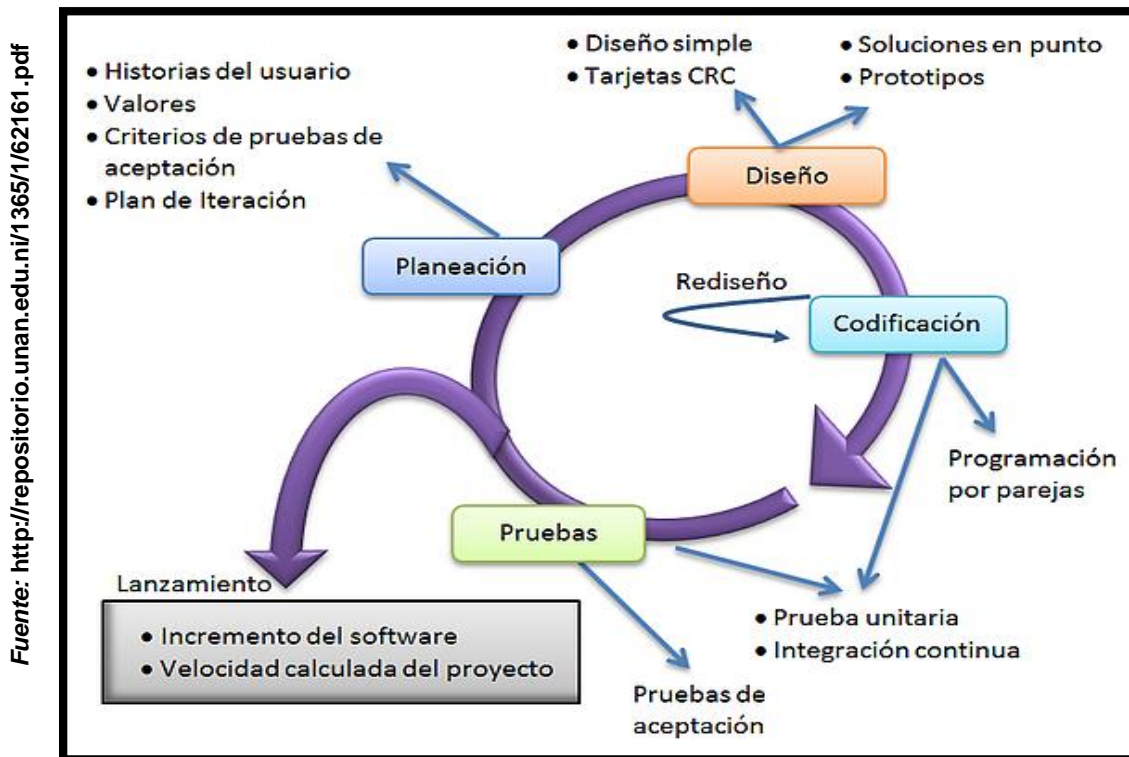 Fuente: http://repositorio.unan.edu.ni/1365/1/62161.pdf
• Historias del usuario
• Valores
• Criterios de pruebas de
aceptación
• Plan de Iteración
• Diseño simple
• Tarjetas CRC
• Soluciones en punto
• Prototipos
Diseño
Planeación
Rediseño
Codificación
Programación
por parejas
Pruebas
Lanzamiento
• Incremento del software
• Velocidad calculada del proyecto
• Prueba unitaria
• Integración continua
Pruebas de
aceptación